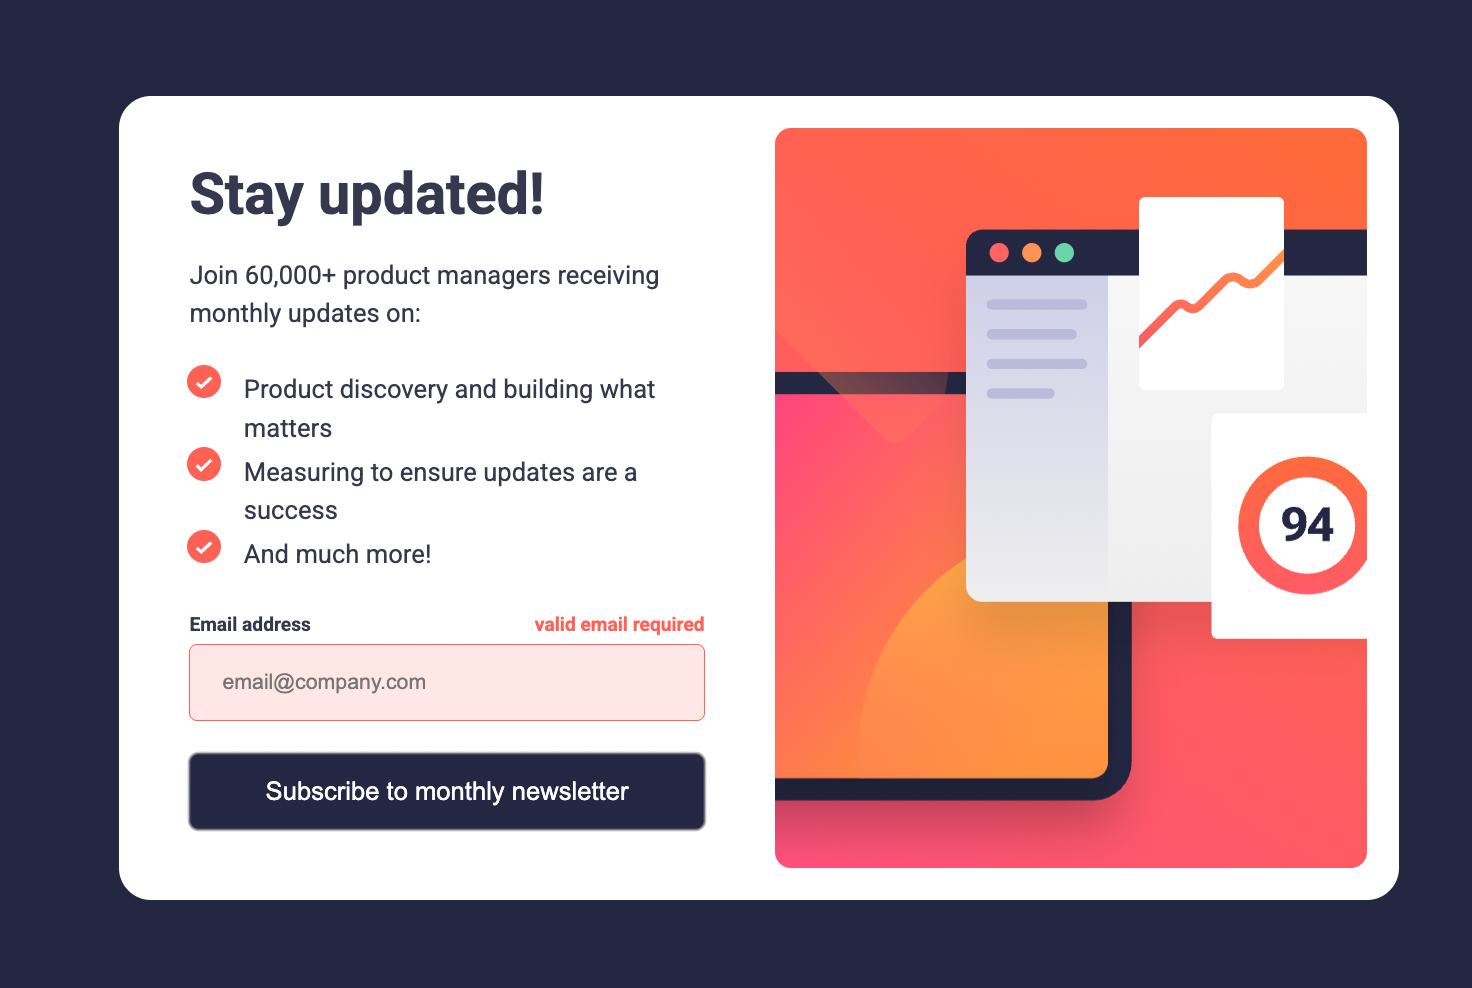 Stay updated!
Join 60,000+ product managers receiving
monthly updates on:
Product discovery and building what
matters
Measuring to ensure updates are a
success
And much more!
Email address
valid email required
email@company.com
Subscribe to monthly newsletter
94